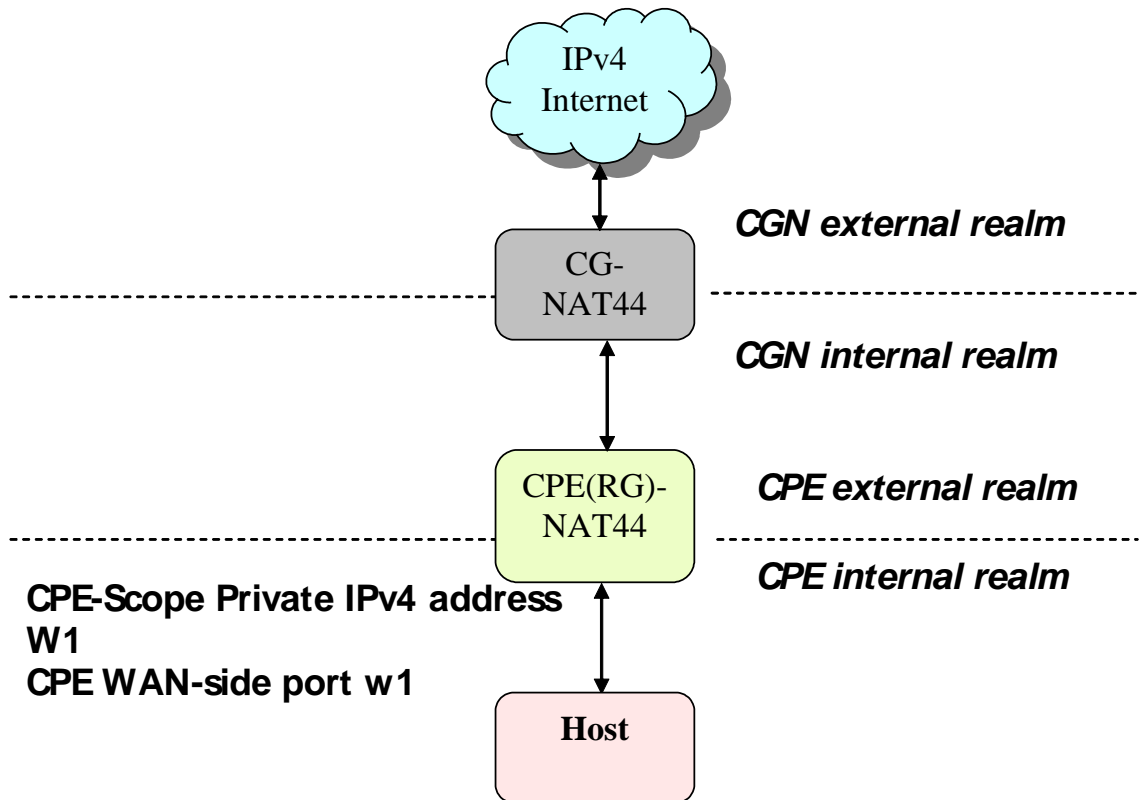 IPv4
Internet
CGN external realm
CG-
NAT44
CGN internal realm
CPE(RG)-
NAT44
CPE external realm
CPE internal realm
CPE-Scope Private IPv4 address
W1
CPE WAN-side port w1
Host